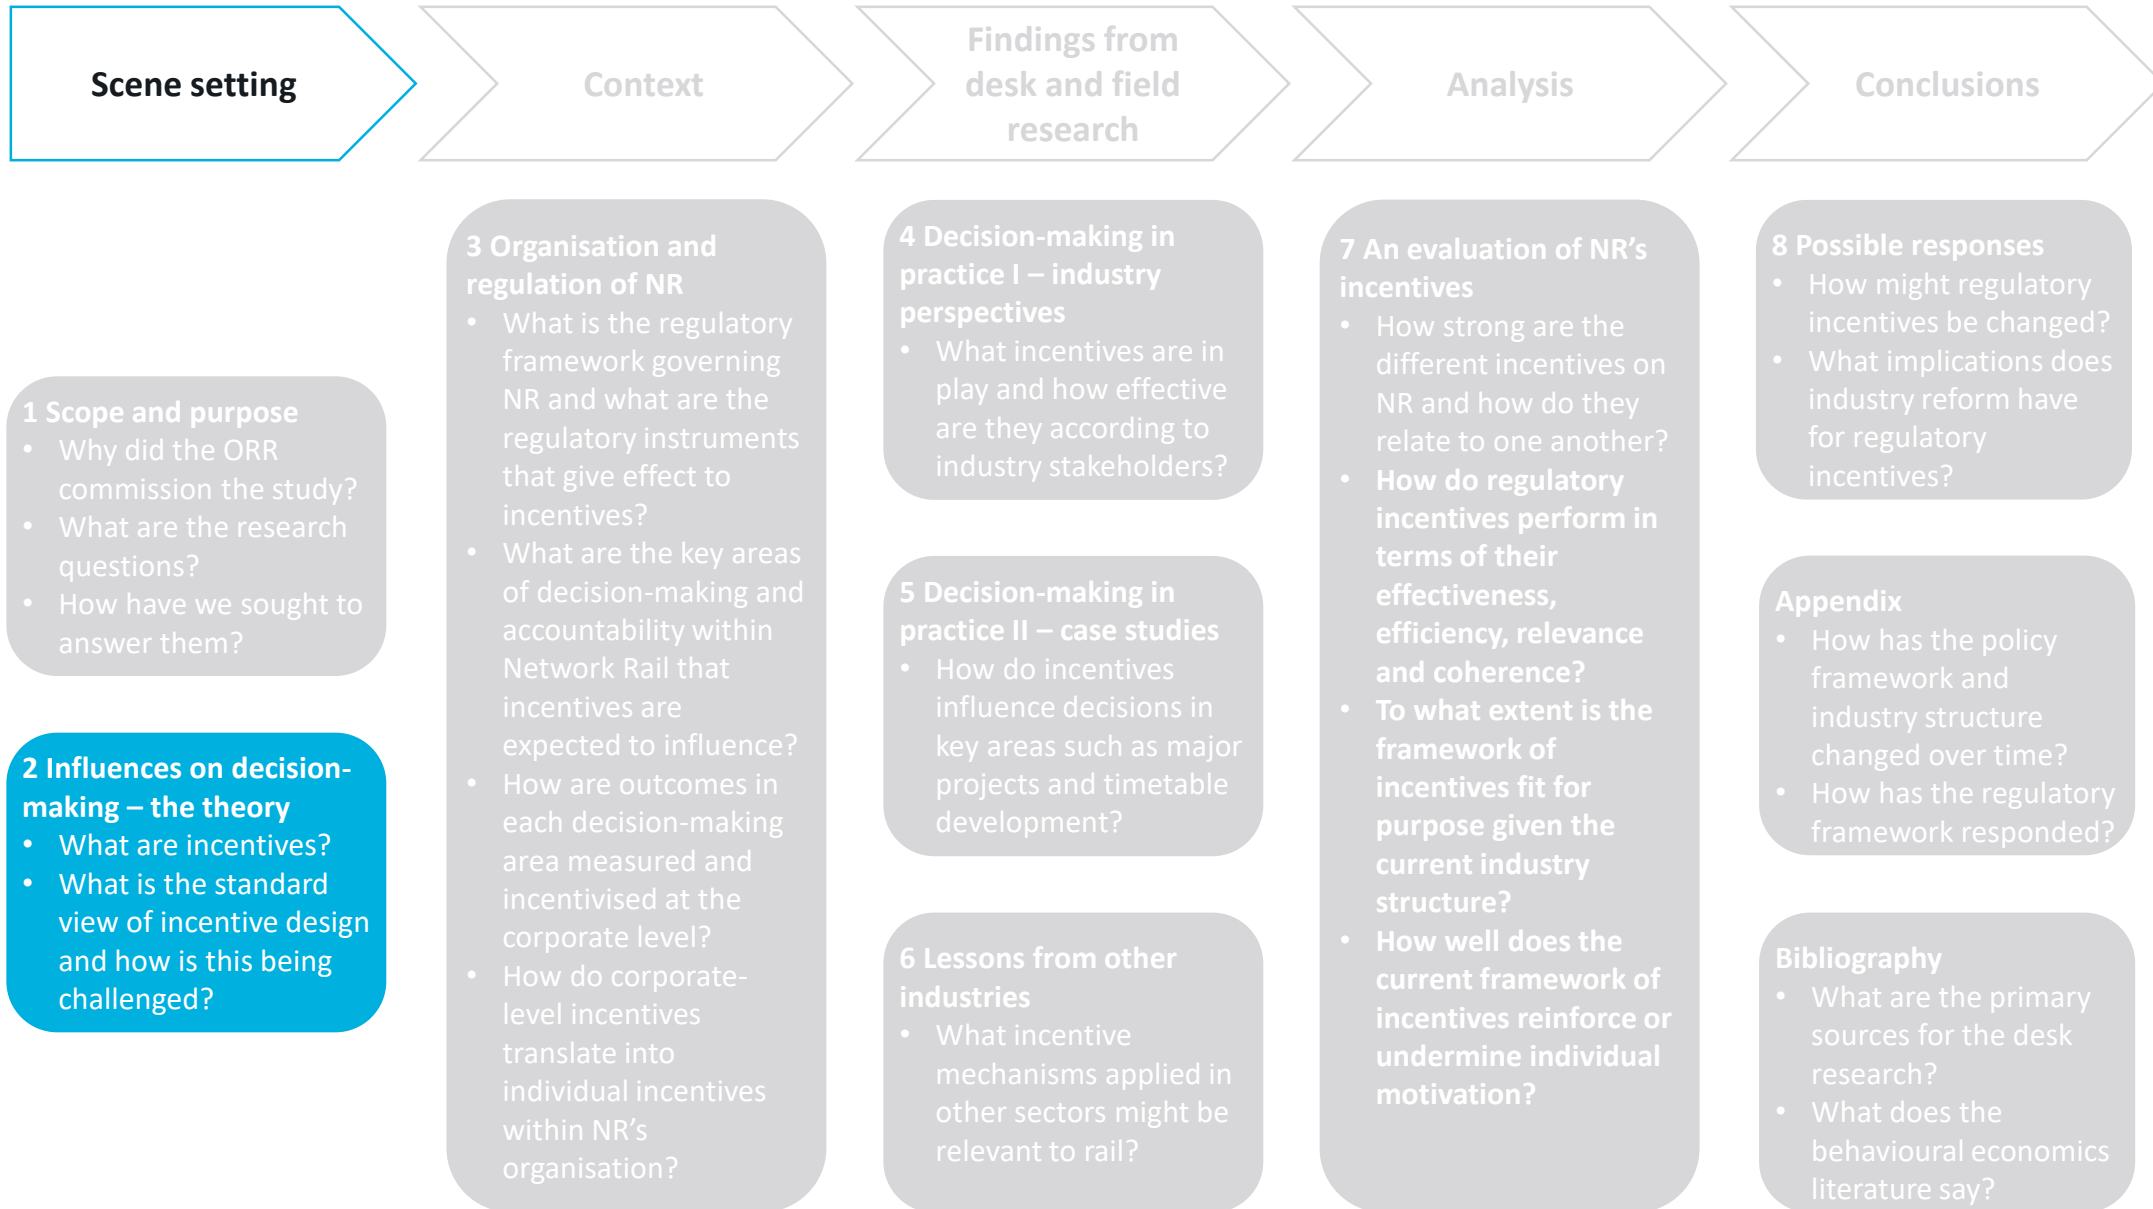 Scene setting
Context
Findings from
desk and field
research
Analysis
Conclusions
1 Scope and purpose
• Why did the ORR
commission the study?
• What are the research
questions?
• How have we sought to
answer them?
2 Influences on decision-
making – the theory
• What are incentives?
• What is the standard
view of incentive design
and how is this being
challenged?
3 Organisation and
regulation of NR
• What is the regulatory
framework governing
NR and what are the
regulatory instruments
that give effect to
incentives?
• What are the key areas
of decision-making and
accountability within
Network Rail that
incentives are
expected to influence?
• How are outcomes in
each decision-making
area measured and
incentivised at the
corporate level?
• How do corporate-
level incentives
translate into
individual incentives
within NR's
organisation?
4 Decision-making in
practice I – industry
perspectives
• What incentives are in
play and how effective
are they according to
industry stakeholders?
5 Decision-making in
practice II – case studies
• How do incentives
influence decisions in
key areas such as major
projects and timetable
development?
6 Lessons from other
industries
• What incentive
mechanisms applied in
other sectors might be
relevant to rail?
7 An evaluation of NR's
incentives
• How strong are the
different incentives on
NR and how do they
relate to one another?
• How do regulatory
incentives perform in
terms of their
effectiveness,
efficiency, relevance
and coherence?
• To what extent is the
framework of
incentives fit for
purpose given the
current industry
structure?
• How well does the
current framework of
incentives reinforce or
undermine individual
motivation?
8 Possible responses
• How might regulatory
incentives be changed?
• What implications does
industry reform have
for regulatory
incentives?
Appendix
• How has the policy
framework and
industry structure
changed over time?
• How has the regulatory
framework responded?
Bibliography
• What are the primary
sources for the desk
research?
• What does the
behavioural economics
literature say?